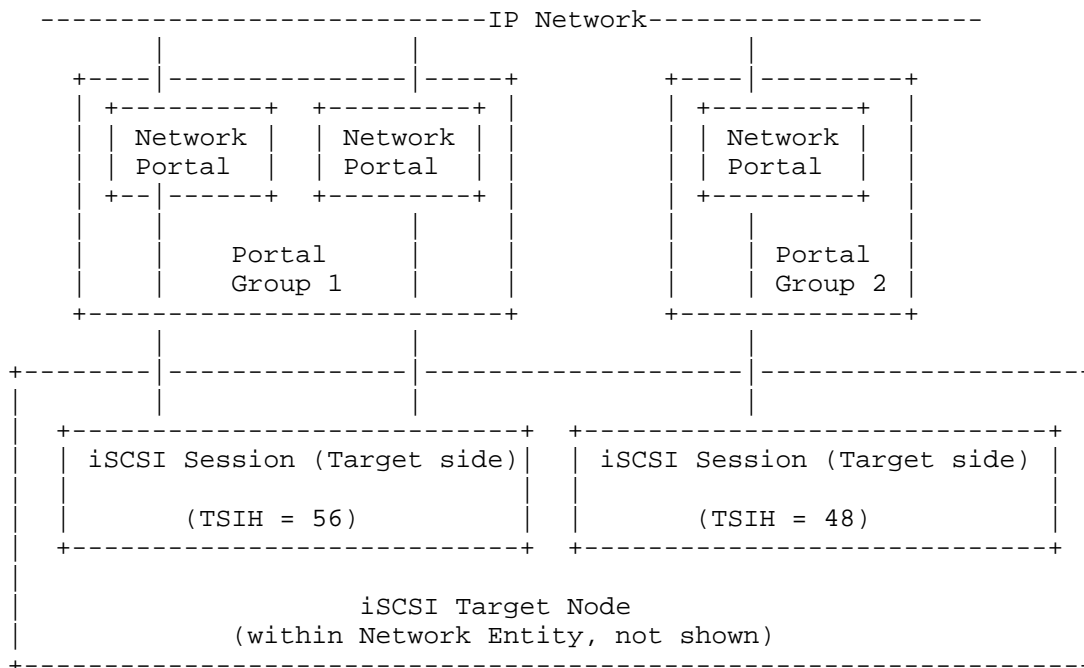 IP Network
Network Network Network
Portal Portal Portal
Portal Portal
Group 1 Group 2
iSCSI Session (Target side) iSCSI Session (Target side)
(TSIH = 56) (TSIH = 48)
iSCSI Target Node
(within Network Entity, not shown)